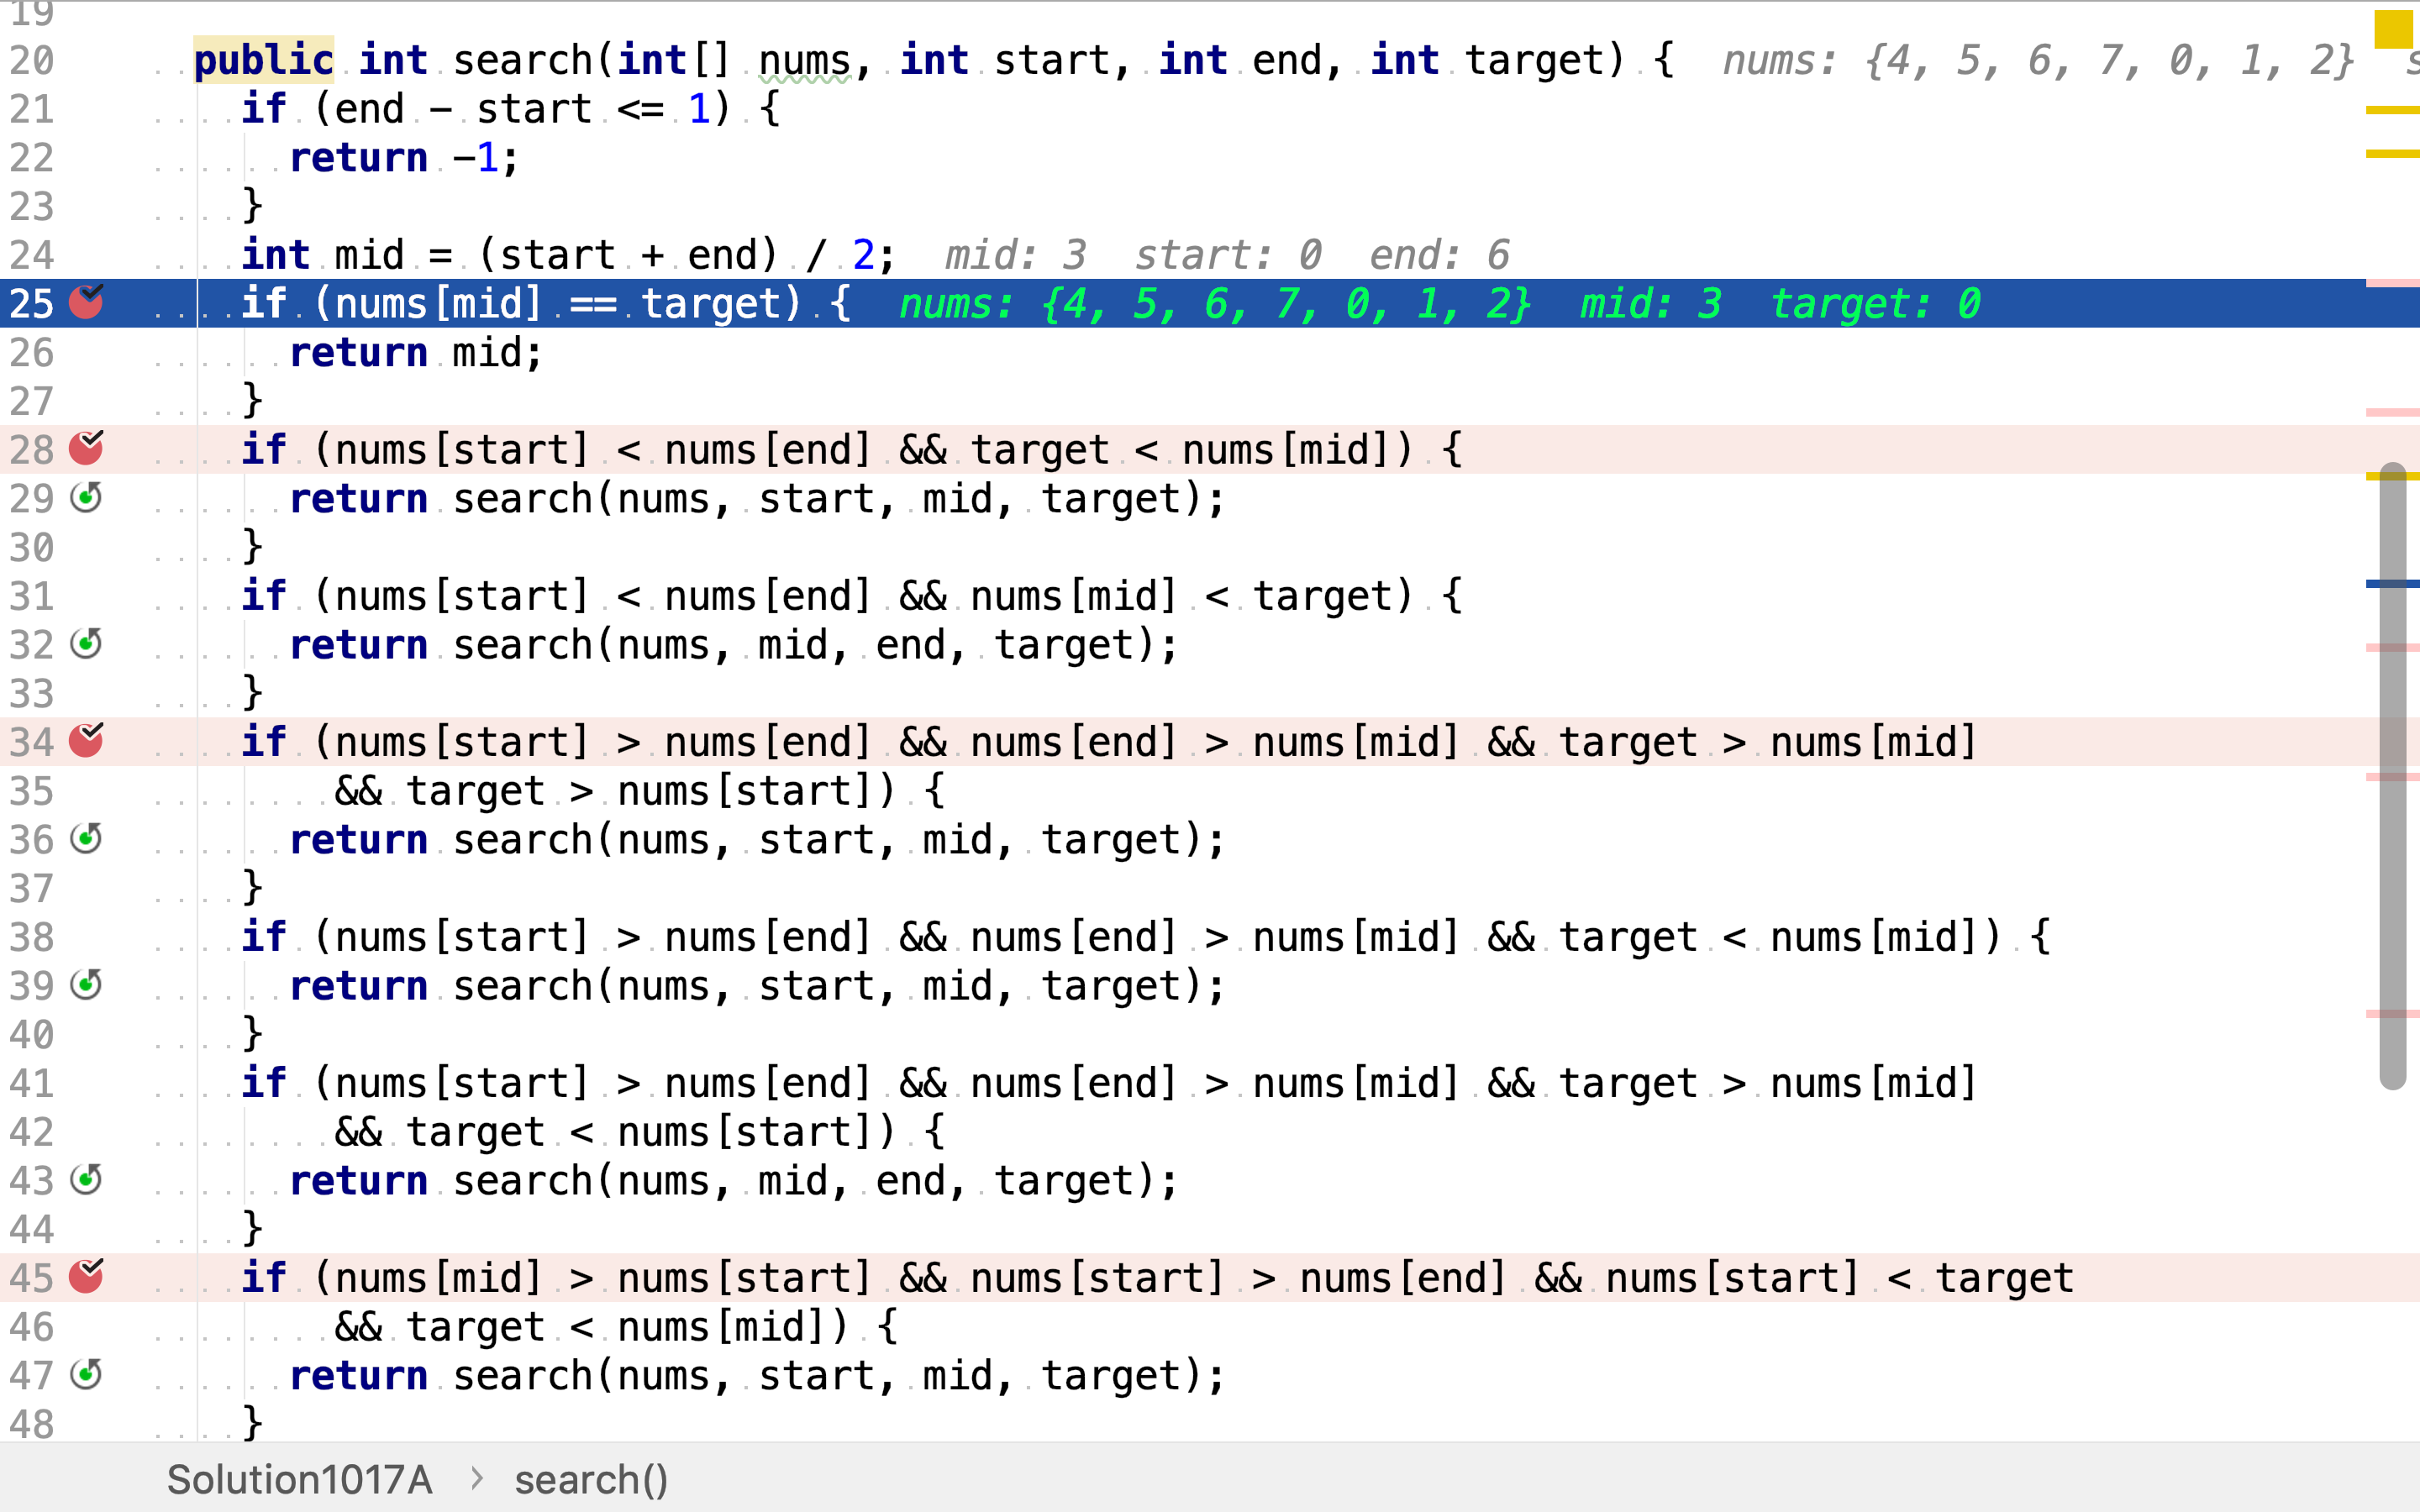 19
20 public int search(int[] nums, int start, int end, int target) { nums: {4, 5, 6, 7, 0, 1, 2} s
21 if (end - start <= 1) {
22 return -1;
23 }
24 int mid = (start + end) / 2; mid: 3 start: 0 end: 6
25 if (nums[mid] == target) { nums: {4, 5, 6, 7, 0, 1, 2} mid: 3 target: 0
26 return mid;
27 }
28 if (nums[start] < nums[end] && target < nums[mid]) {
29 return search(nums, start, mid, target);
30 }
31 if (nums[start] < nums[end] && nums[mid] < target) {
32 return search(nums, mid, end, target);
33 }
34 if (nums[start] > nums[end] && nums[end] > nums[mid] && target > nums[mid]
35 && target > nums[start]) {
36 return search(nums, start, mid, target);
37 }
38 if (nums[start] > nums[end] && nums[end] > nums[mid] && target < nums[mid]) {
39 return search(nums, start, mid, target);
40 }
41 if (nums[start] > nums[end] && nums[end] > nums[mid] && target > nums[mid]
42 && target < nums[start]) {
43 return search(nums, mid, end, target);
44 }
45 if (nums[mid] > nums[start] && nums[start] > nums[end] && nums[start] < target
46 && target < nums[mid]) {
47 return search(nums, start, mid, target);
48 }
Solution1017A > search()